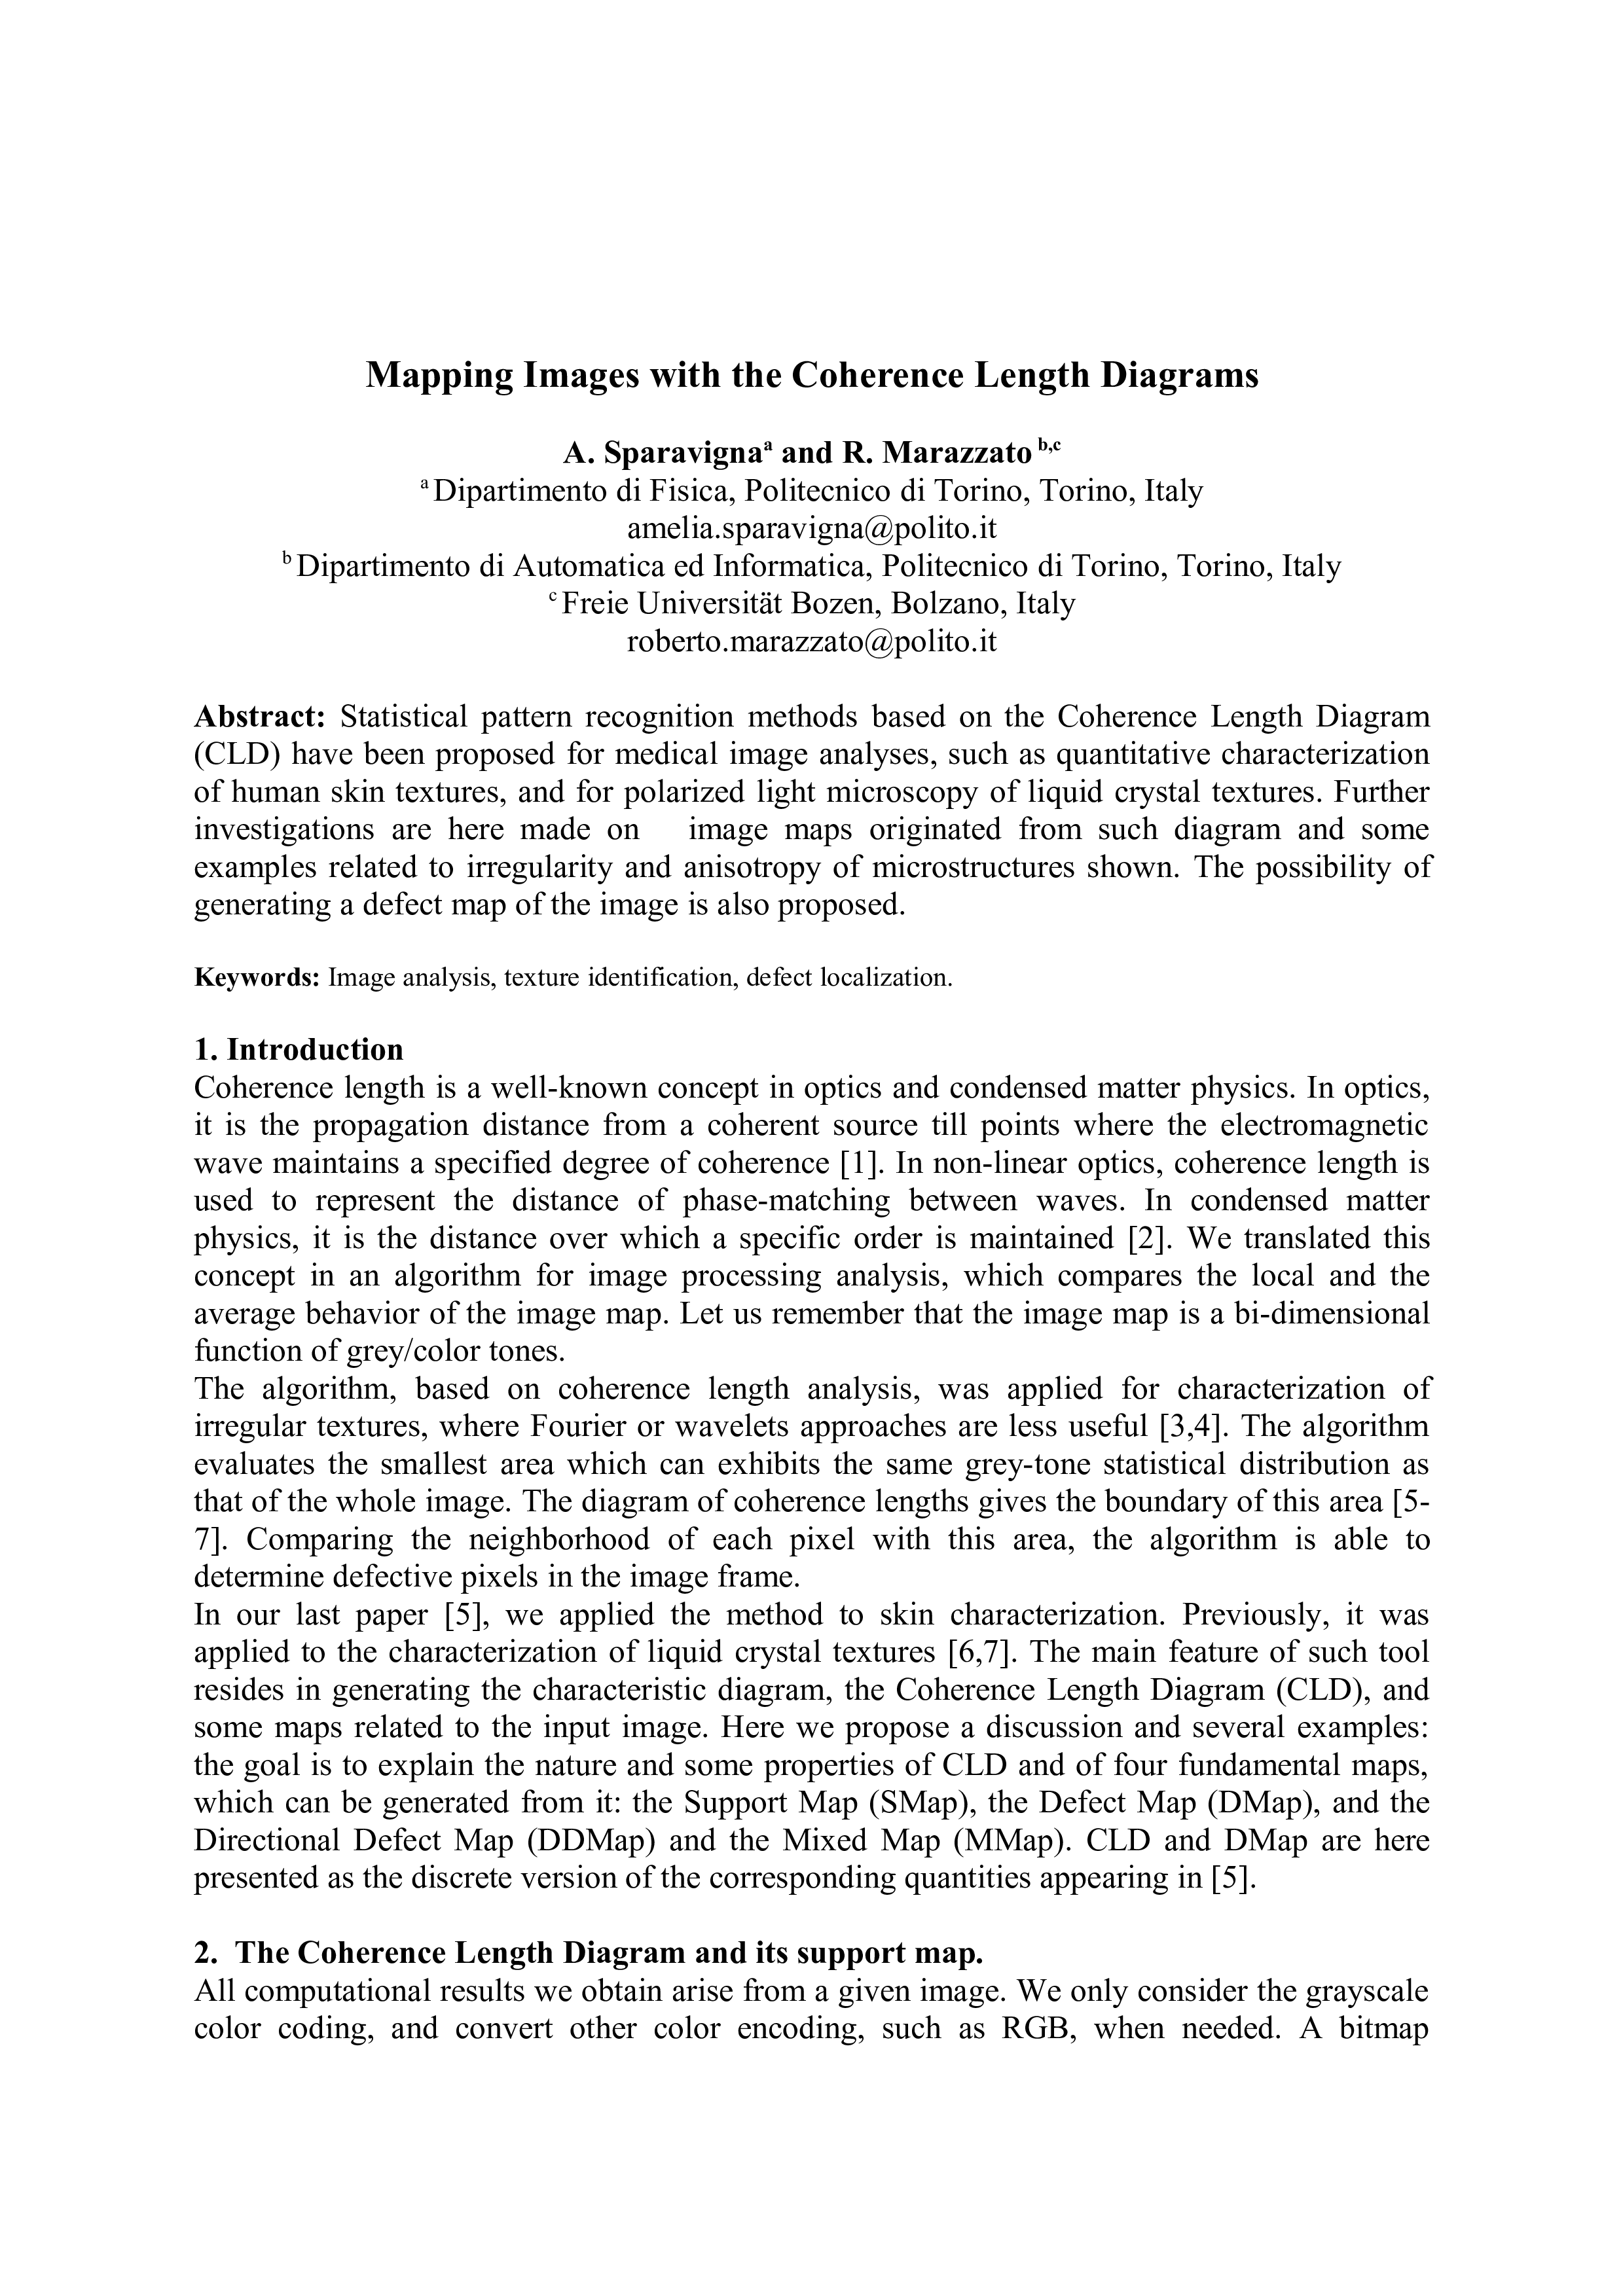 Mapping Images with the Coherence Length Diagrams
A. Sparavignaa and R. Marazzato b,c
a Dipartimento di Fisica, Politecnico di Torino, Torino, Italy
amelia.sparavigna@polito.it
b Dipartimento di Automatica ed Informatica, Politecnico di Torino, Torino, Italy
c Freie Universität Bozen, Bolzano, Italy
roberto.marazzato@polito.it
Abstract: Statistical pattern recognition methods based on the Coherence Length Diagram
(CLD) have been proposed for medical image analyses, such as quantitative characterization
of human skin textures, and for polarized light microscopy of liquid crystal textures. Further
investigations are here made on image maps originated from such diagram and some
examples related to irregularity and anisotropy of microstructures shown. The possibility of
generating a defect map of the image is also proposed.
Keywords: Image analysis, texture identification, defect localization.
1. Introduction
Coherence length is a well-known concept in optics and condensed matter physics. In optics,
it is the propagation distance from a coherent source till points where the electromagnetic
wave maintains a specified degree of coherence [1]. In non-linear optics, coherence length is
used to represent the distance of phase-matching between waves. In condensed matter
physics, it is the distance over which a specific order is maintained [2]. We translated this
concept in an algorithm for image processing analysis, which compares the local and the
average behavior of the image map. Let us remember that the image map is a bi-dimensional
function of grey/color tones.
The algorithm, based on coherence length analysis, was applied for characterization of
irregular textures, where Fourier or wavelets approaches are less useful [3,4]. The algorithm
evaluates the smallest area which can exhibits the same grey-tone statistical distribution as
that of the whole image. The diagram of coherence lengths gives the boundary of this area [5-
7]. Comparing the neighborhood of each pixel with this area, the algorithm is able to
determine defective pixels in the image frame.
In our last paper [5], we applied the method to skin characterization. Previously, it was
applied to the characterization of liquid crystal textures [6,7]. The main feature of such tool
resides in generating the characteristic diagram, the Coherence Length Diagram (CLD), and
some maps related to the input image. Here we propose a discussion and several examples:
the goal is to explain the nature and some properties of CLD and of four fundamental maps,
which can be generated from it: the Support Map (SMap), the Defect Map (DMap), and the
Directional Defect Map (DDMap) and the Mixed Map (MMap). CLD and DMap are here
presented as the discrete version of the corresponding quantities appearing in [5].
2. The Coherence Length Diagram and its support map.
All computational results we obtain arise from a given image. We only consider the grayscale
color coding, and convert other color encoding, such as RGB, when needed. A bitmap